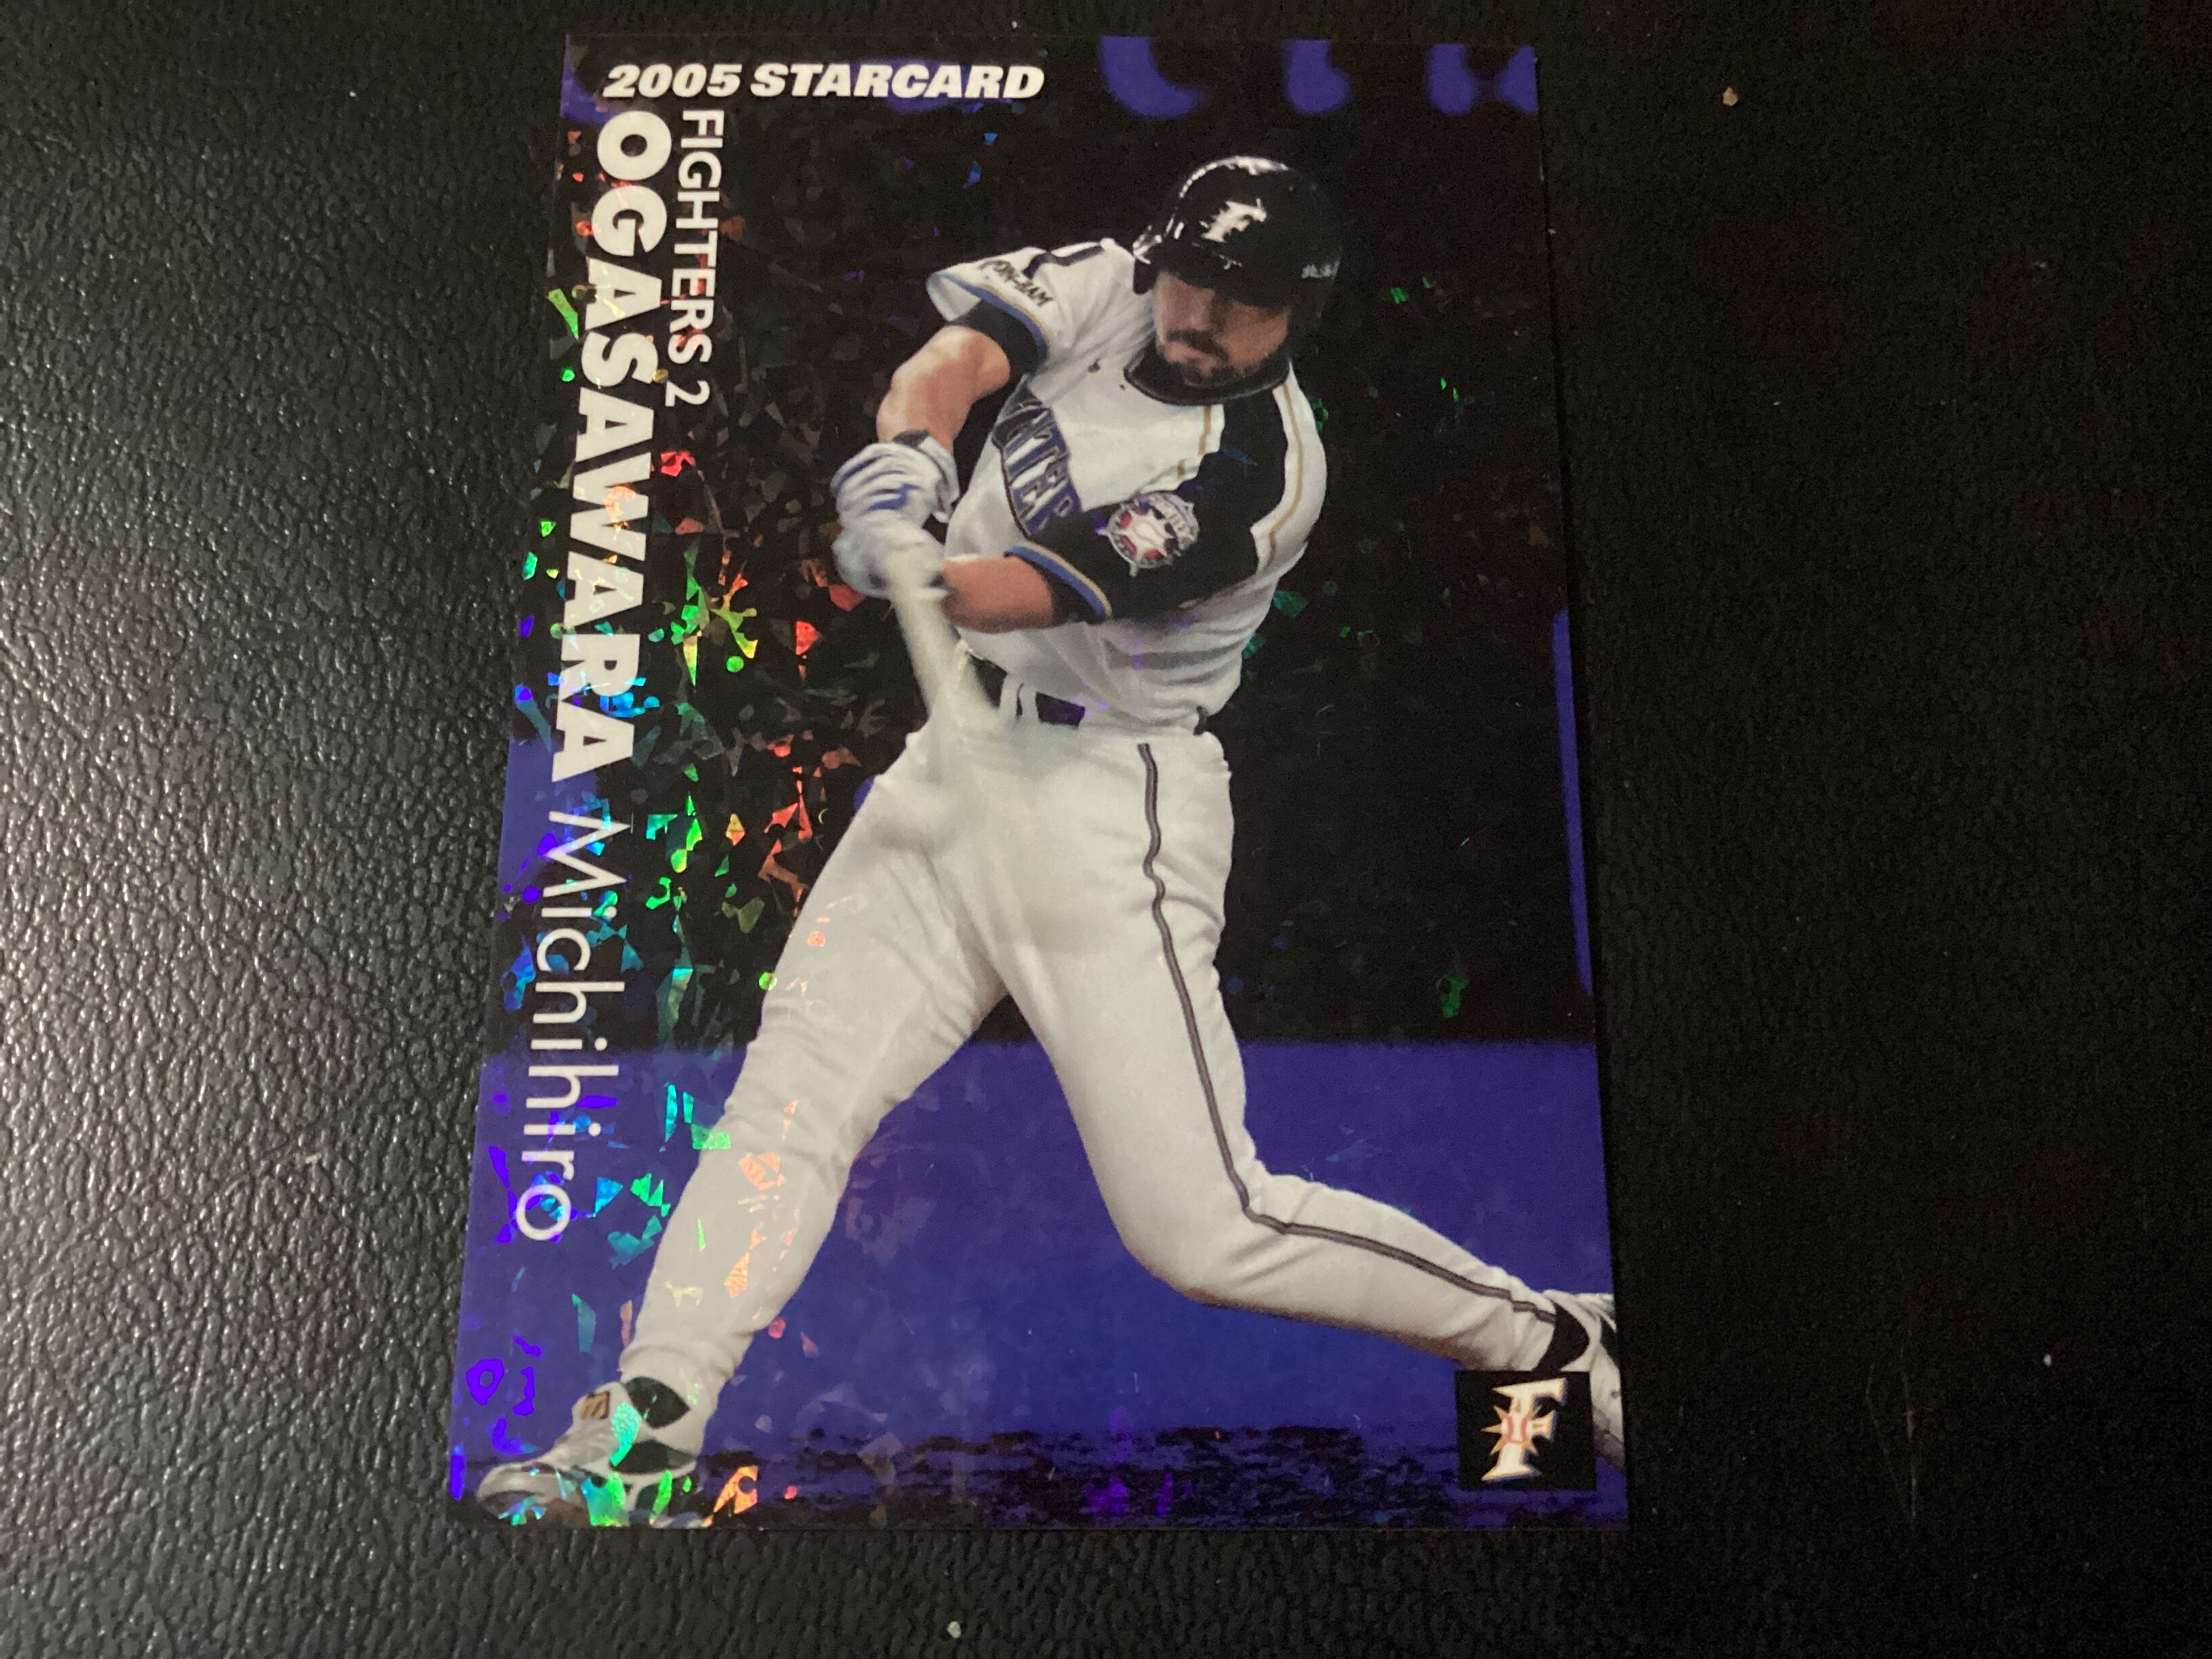 2005 STARCARD
FIGHTERS 2
OGASAWARA Michihiro
F
F